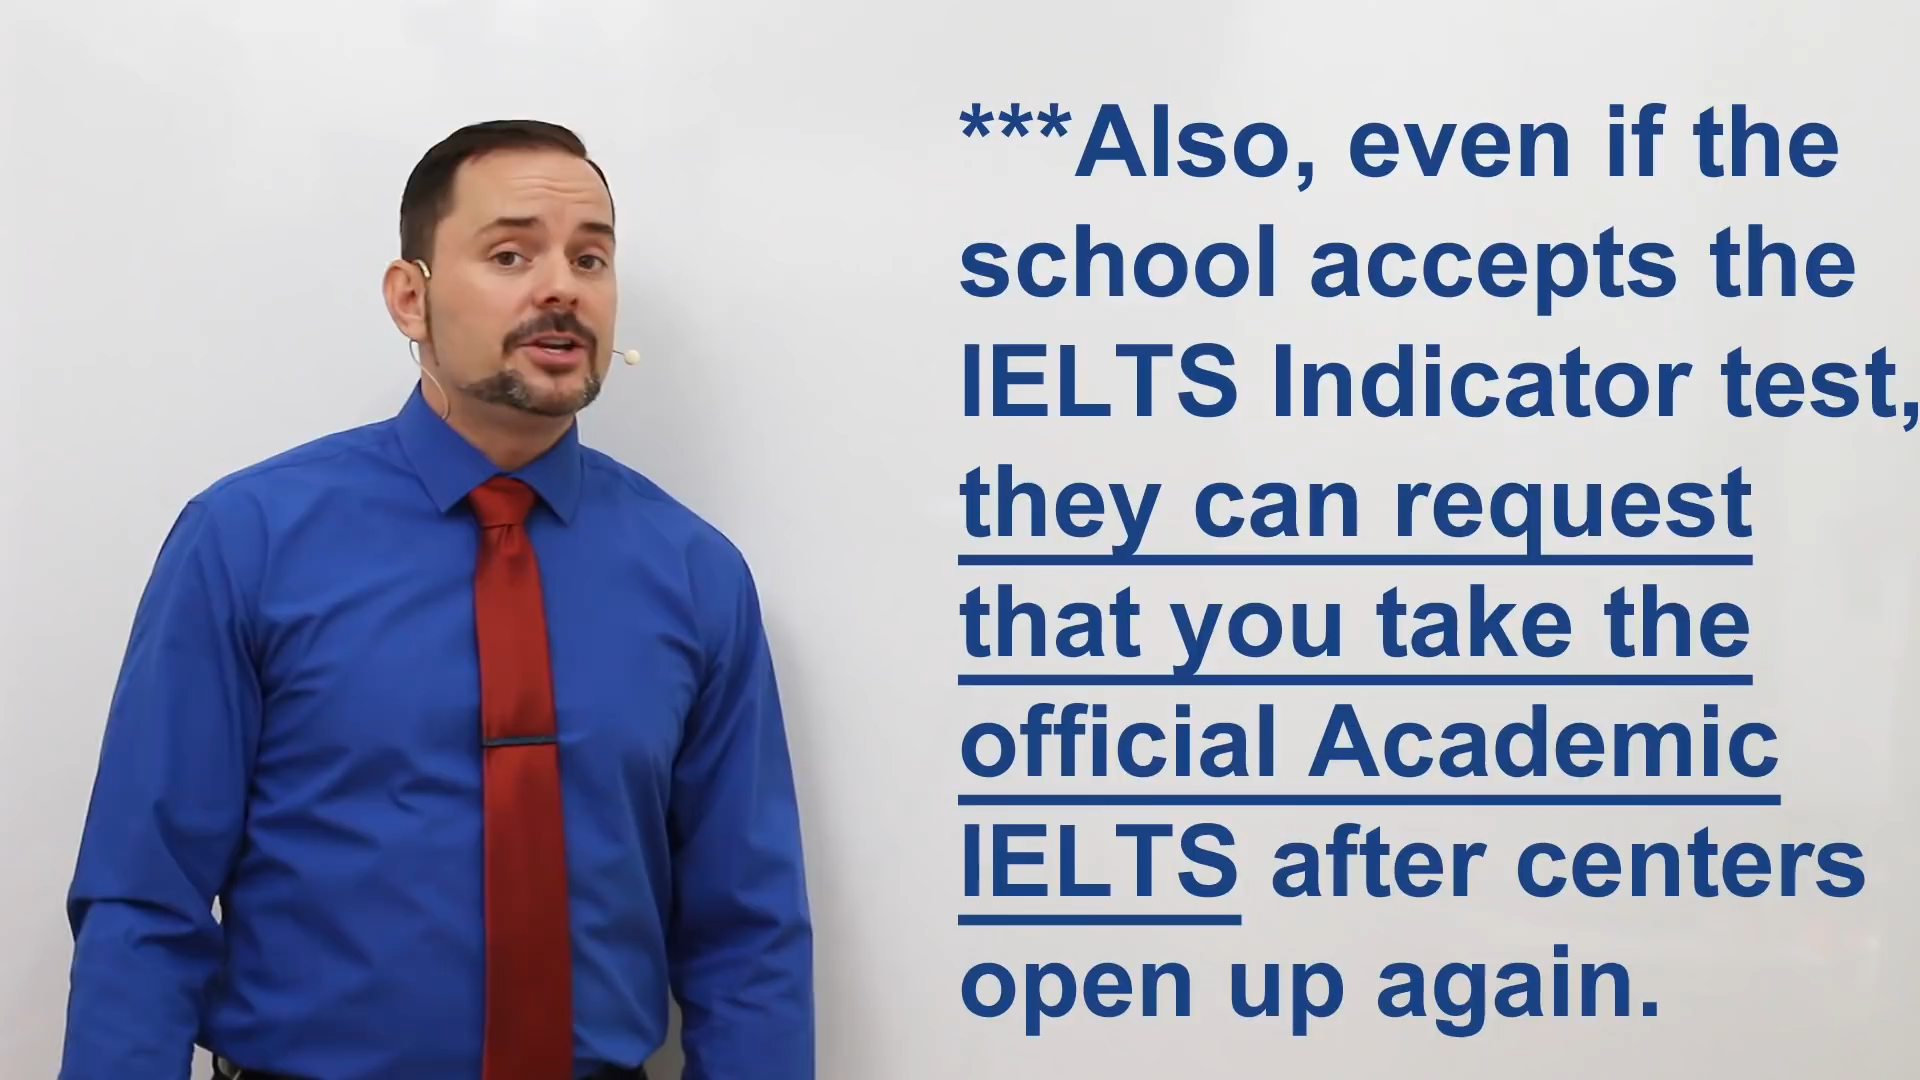 ***Also, even if the
school accepts the
IELTS Indicator test,
they can request
that you take the
official Academic
IELTS after centers
open up again.